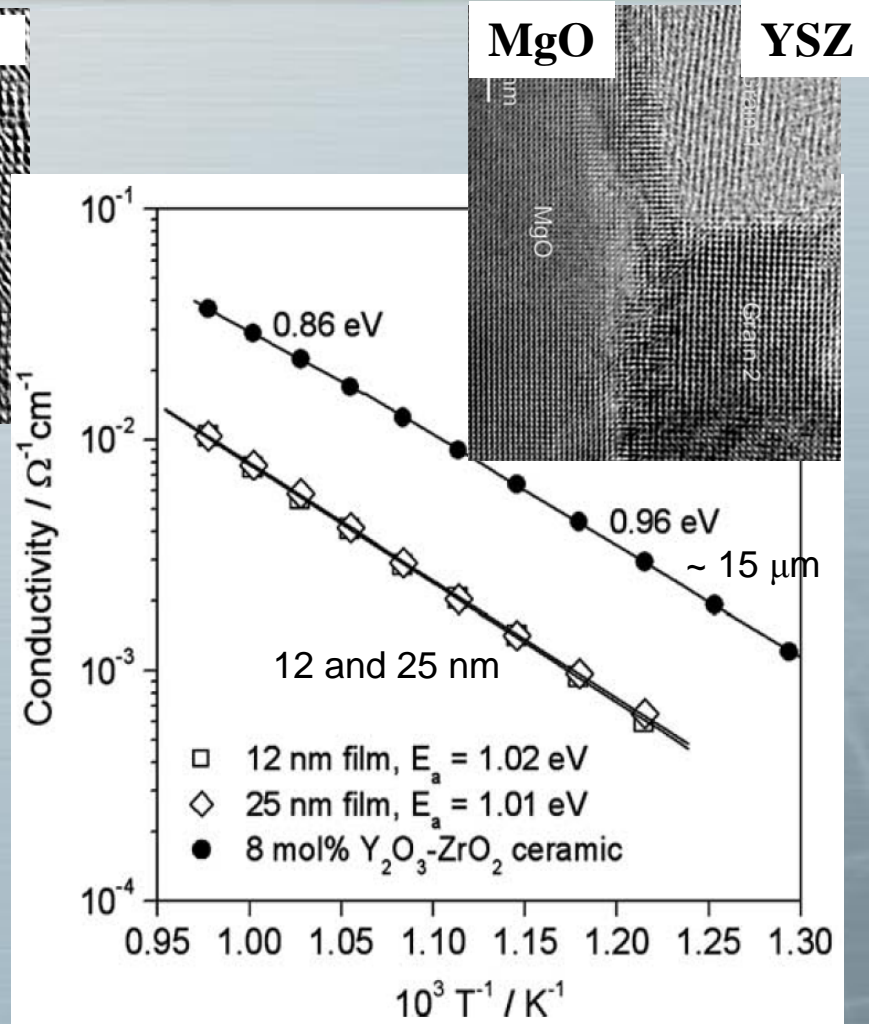 MgO YSZ
MgO
Grain 2
10⁻¹
10⁻²
10⁻³
10⁻⁴
Conductivity / Ω⁻¹cm⁻¹
0.86 eV
0.96 eV
~ 15 μm
12 and 25 nm
12 nm film, Eₐ = 1.02 eV
25 nm film, Eₐ = 1.01 eV
8 mol% Y₂O₃-ZrO₂ ceramic
0.95 1.00 1.05 1.10 1.15 1.20 1.25 1.30
10³ T⁻¹ / K⁻¹